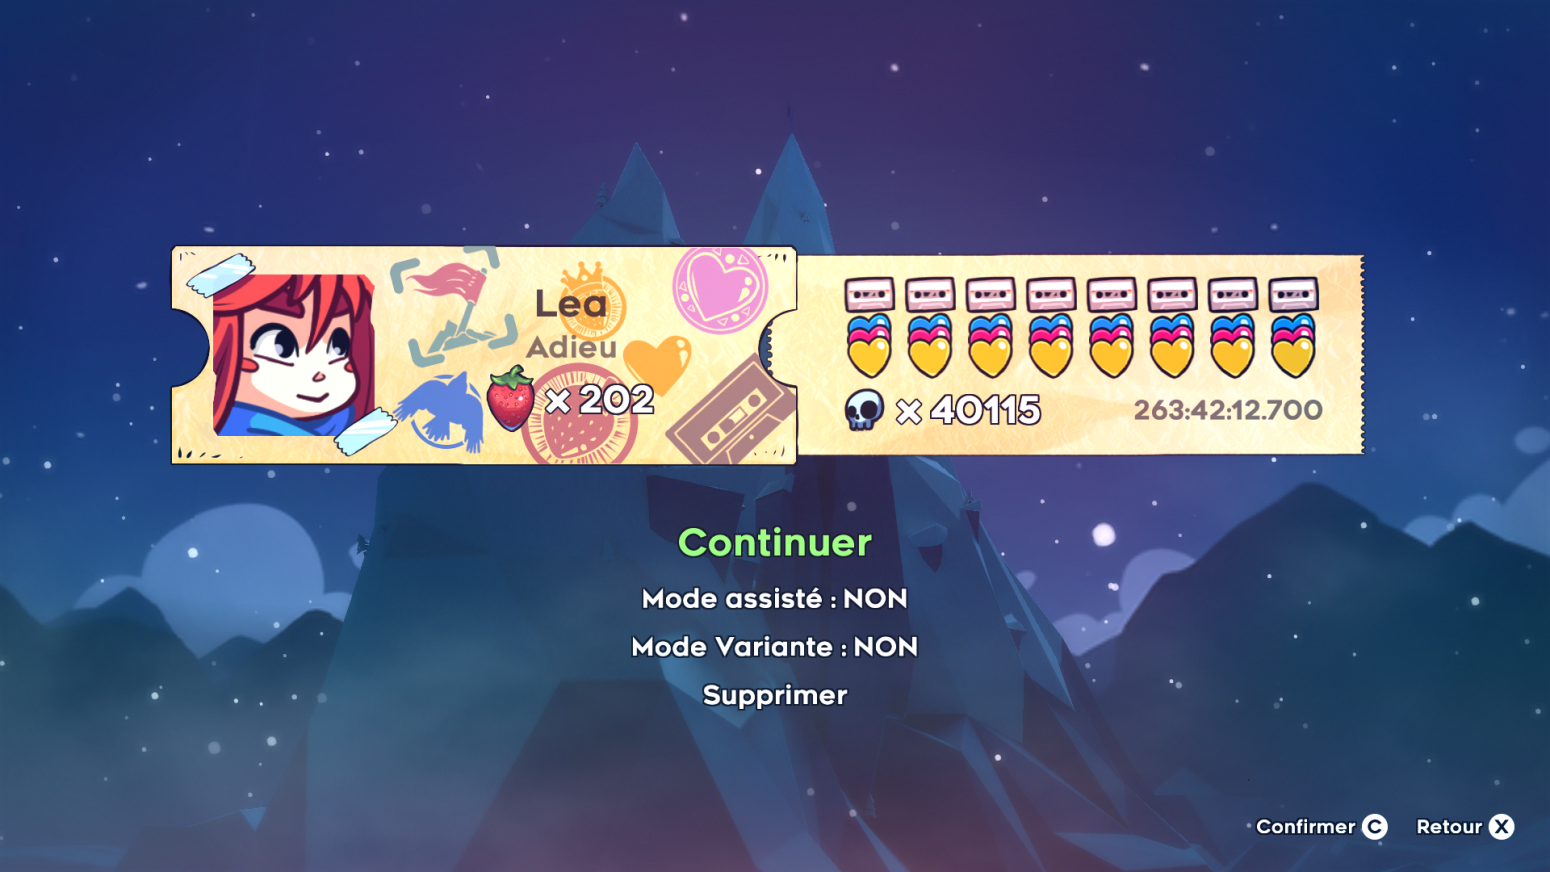 Lea
Adieu
× 202
× 40115
263:42:12.700
Continuer
Mode assisté : NON
Mode Variante : NON
Supprimer
Confirmer C
Retour X